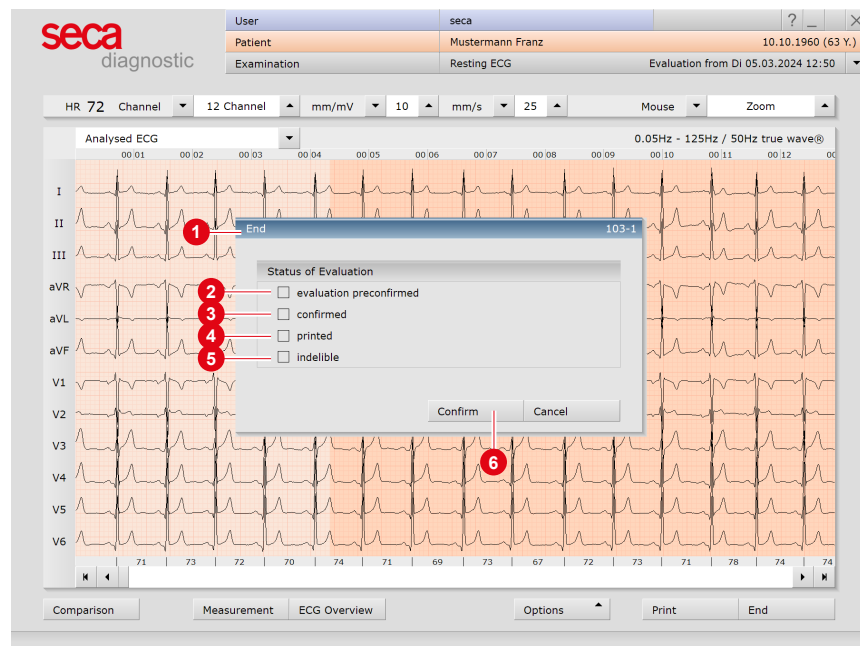 seca
diagnostic
User seca ? _ ×
Patient Mustermann Franz 10.10.1960 (63 Y.)
Examination Resting ECG Evaluation from Di 05.03.2024 12:50
HR 72 Channel 12 Channel mm/mV 10 mm/s 25 Mouse Zoom
Analysed ECG 0.05Hz - 125Hz / 50Hz true wave®
00:01 00:02 00:03 00:04 00:05 00:06 00:07 00:08 00:09 00:10 00:11 00:12 00
I
II
1 End 103-1
III
Status of Evaluation
aVR
2 evaluation preconfirmed
3 confirmed
aVL
4 printed
aVF
5 indelible
V1
V2
Confirm Cancel
V3
6
V4
V5
V6
71 73 72 70 74 71 69 73 67 72 73 71 78 74 74
Comparison Measurement ECG Overview Options Print End